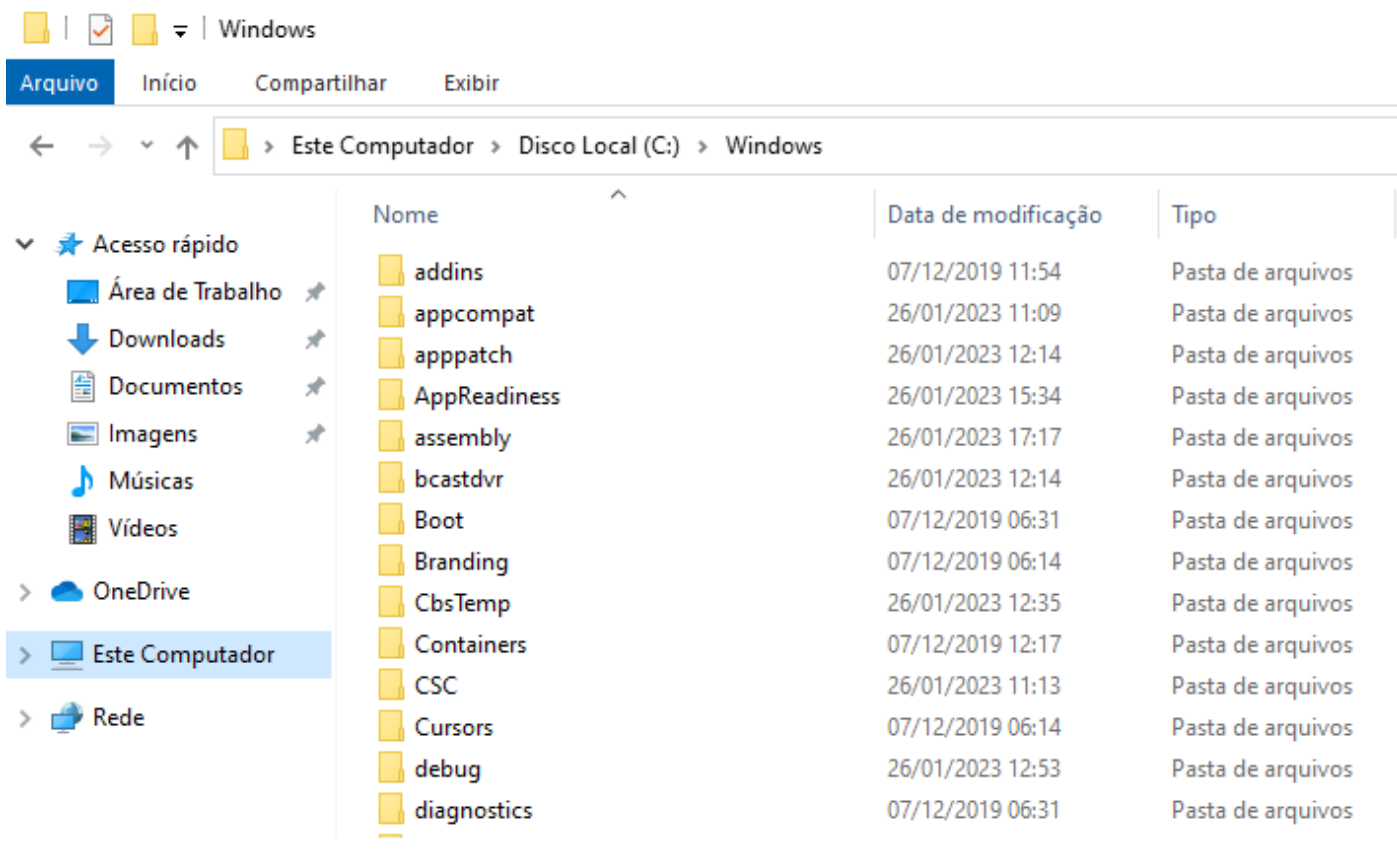 Windows
Arquivo Início Compartilhar Exibir
Este Computador > Disco Local (C:) > Windows
Nome Data de modificação Tipo
Acesso rápido
Área de Trabalho
Downloads
Documentos
Imagens
Músicas
Vídeos
OneDrive
Este Computador
Rede
addins 07/12/2019 11:54 Pasta de arquivos
appcompat 26/01/2023 11:09 Pasta de arquivos
apppatch 26/01/2023 12:14 Pasta de arquivos
AppReadiness 26/01/2023 15:34 Pasta de arquivos
assembly 26/01/2023 17:17 Pasta de arquivos
bcastdvr 26/01/2023 12:14 Pasta de arquivos
Boot 07/12/2019 06:31 Pasta de arquivos
Branding 07/12/2019 06:14 Pasta de arquivos
CbsTemp 26/01/2023 12:35 Pasta de arquivos
Containers 07/12/2019 12:17 Pasta de arquivos
CSC 26/01/2023 11:13 Pasta de arquivos
Cursors 07/12/2019 06:14 Pasta de arquivos
debug 26/01/2023 12:53 Pasta de arquivos
diagnostics 07/12/2019 06:31 Pasta de arquivos